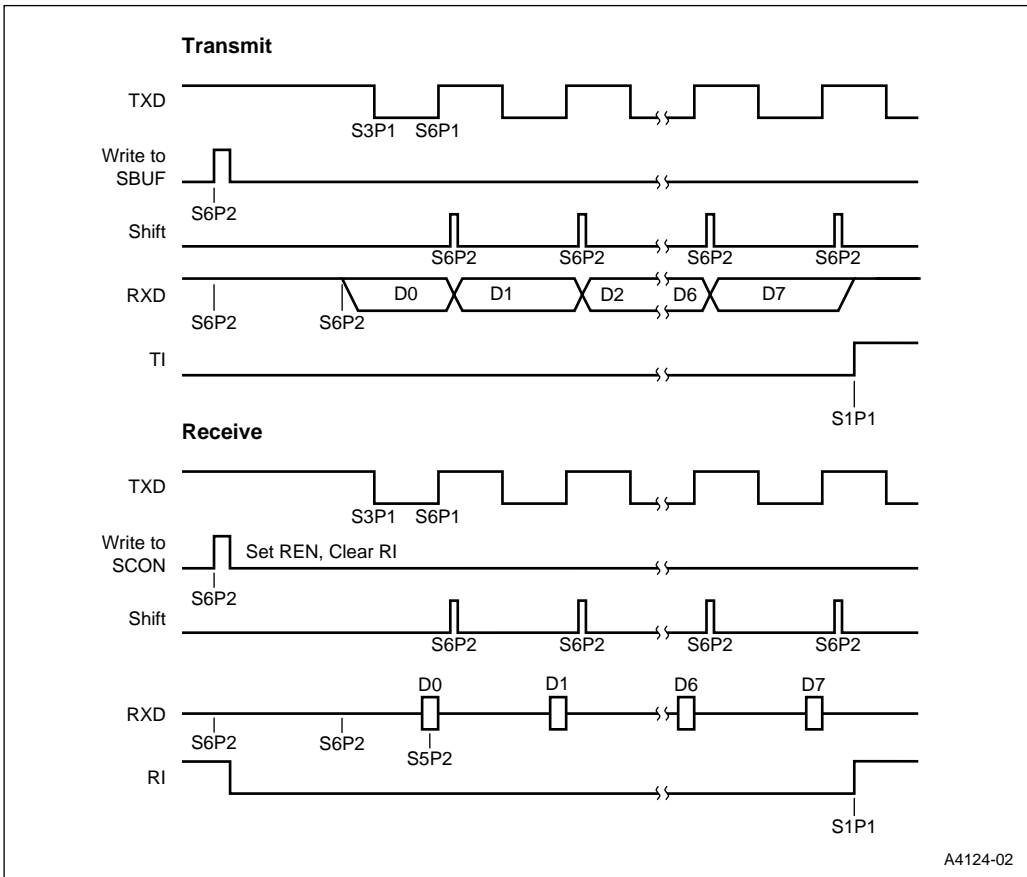 Transmit
TXD
S3P1 S6P1
Write to
SBUF
S6P2
Shift
S6P2 S6P2 S6P2 S6P2
RXD D0 D1 D2 D6 D7
S6P2 S6P2
TI
S1P1
Receive
TXD
S3P1 S6P1
Write to
SCON Set REN, Clear RI
S6P2
Shift
S6P2 S6P2 S6P2 S6P2
D0 D1 D6 D7
RXD
S6P2 S6P2 S5P2
RI
S1P1
A4124-02